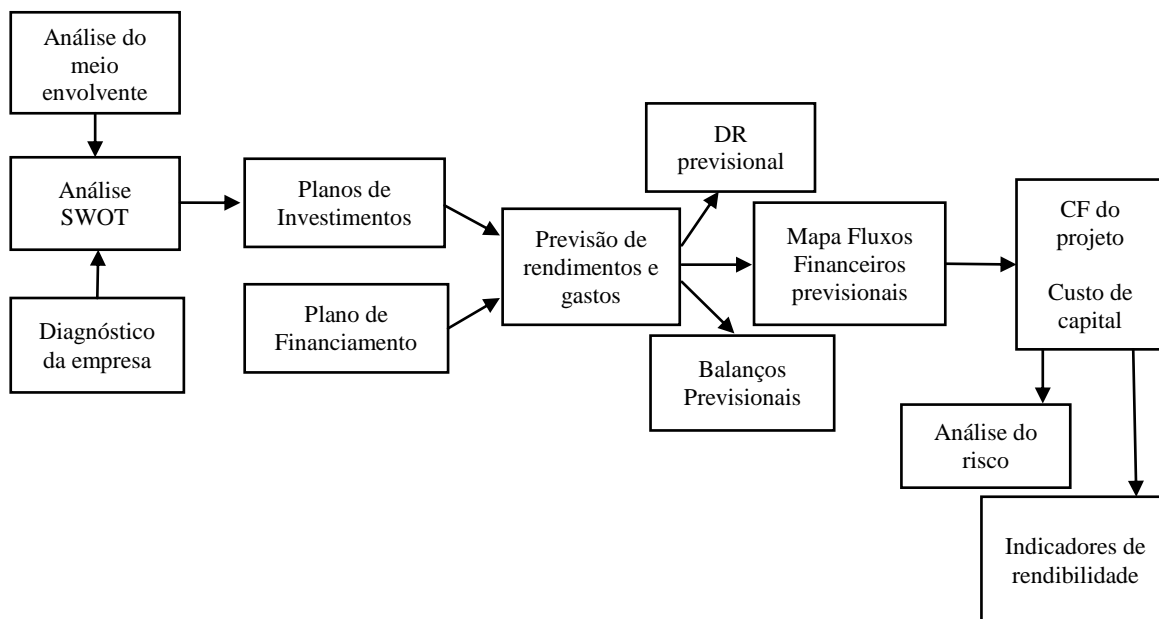 Análise do
meio
envolvente
Análise
SWOT
Diagnóstico
da empresa
Planos de
Investimentos
Plano de
Financiamento
Previsão de
rendimentos e
gastos
DR
previsional
Mapa Fluxos
Financeiros
previsionais
Balanços
Previsionais
CF do
projeto
Custo de
capital
Análise do
risco
Indicadores de
rendibilidade